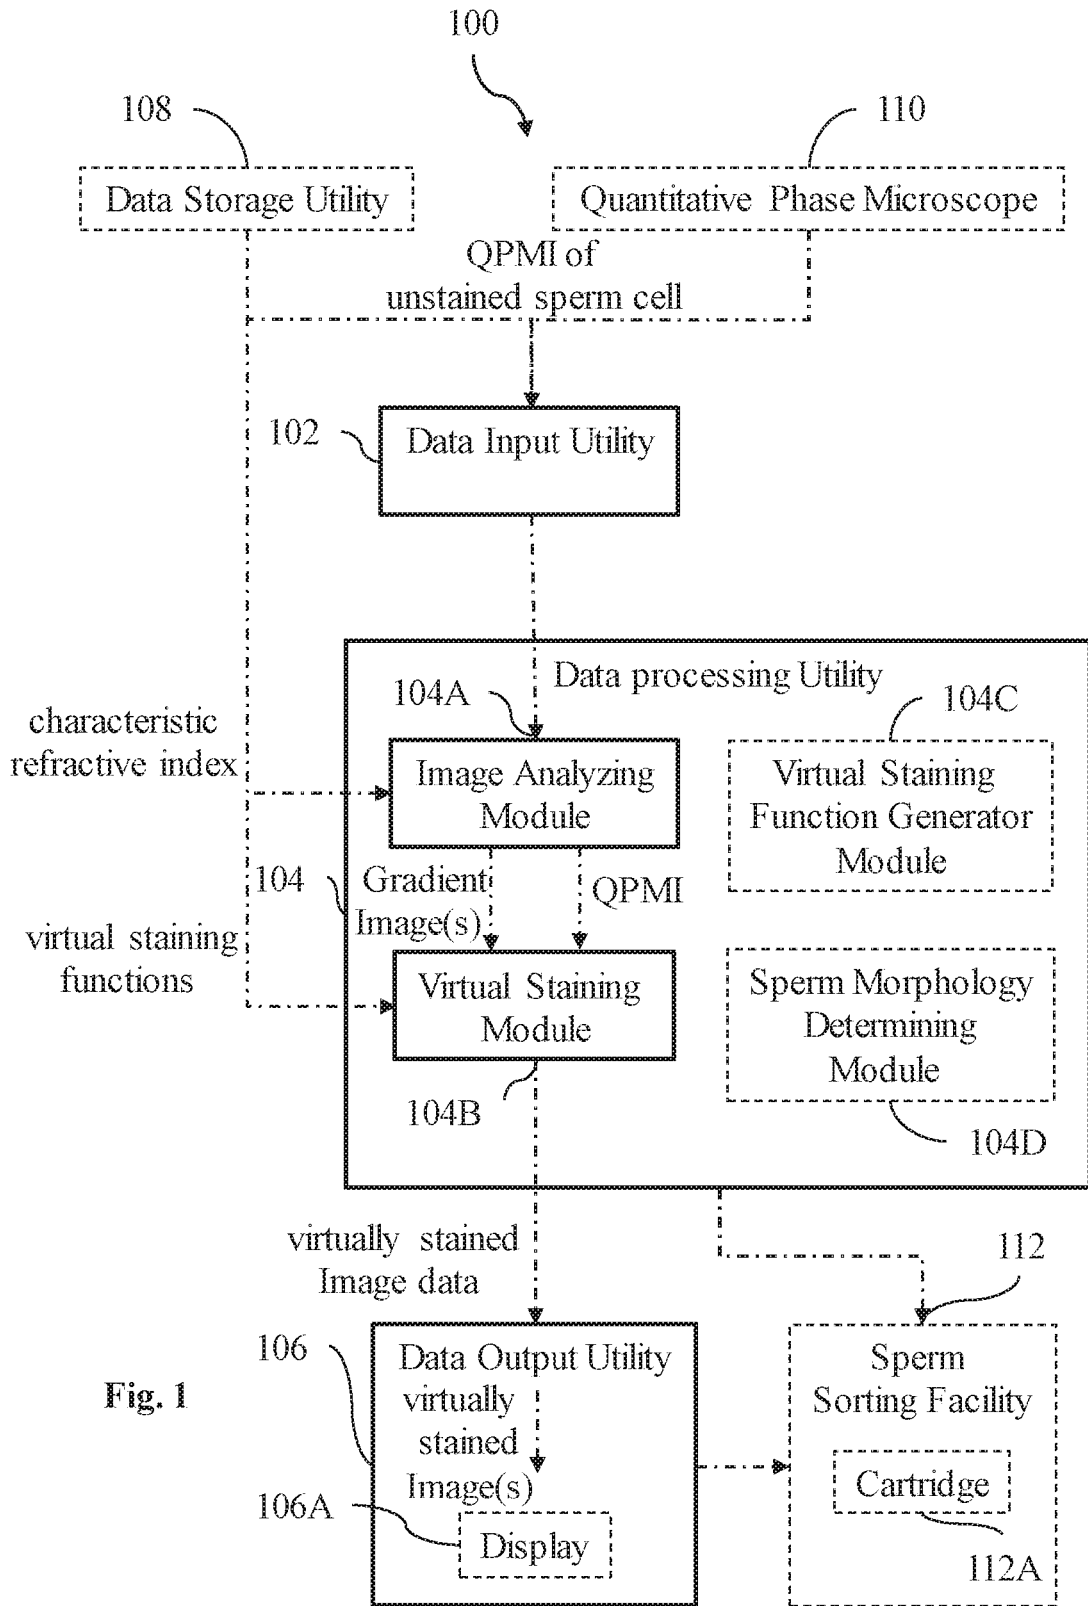 100
108
110
Data Storage Utility
Quantitative Phase Microscope
QPMI of
unstained sperm cell
102
Data Input Utility
Data processing Utility
104A
104C
characteristic
refractive index
Image Analyzing
Module
Virtual Staining
Function Generator
Module
104
Gradient
Image(s)
QPMI
virtual staining
functions
Virtual Staining
Module
Sperm Morphology
Determining
Module
104B
104D
virtually stained
Image data
112
106
Data Output Utility
virtually
stained
Image(s)
Sperm
Sorting Facility
Fig. 1
Cartridge
106A
Display
112A